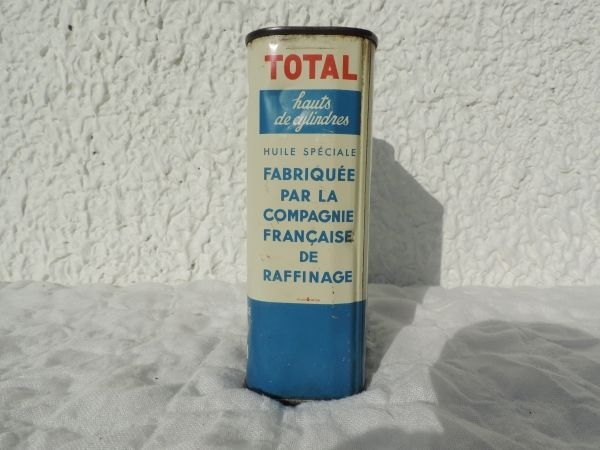 TOTAL
hauts
de cylindres
HUILE SPÉCIALE
FABRIQUÉE
PAR LA
COMPAGNIE
FRANÇAISE
DE
RAFFINAGE